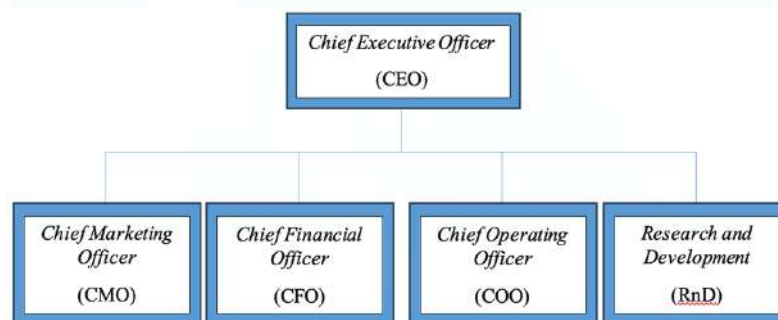 Chief Executive Officer
(CEO)
Chief Marketing
Officer
(CMO)
Chief Financial
Officer
(CFO)
Chief Operating
Officer
(COO)
Research and
Development
(RnD)